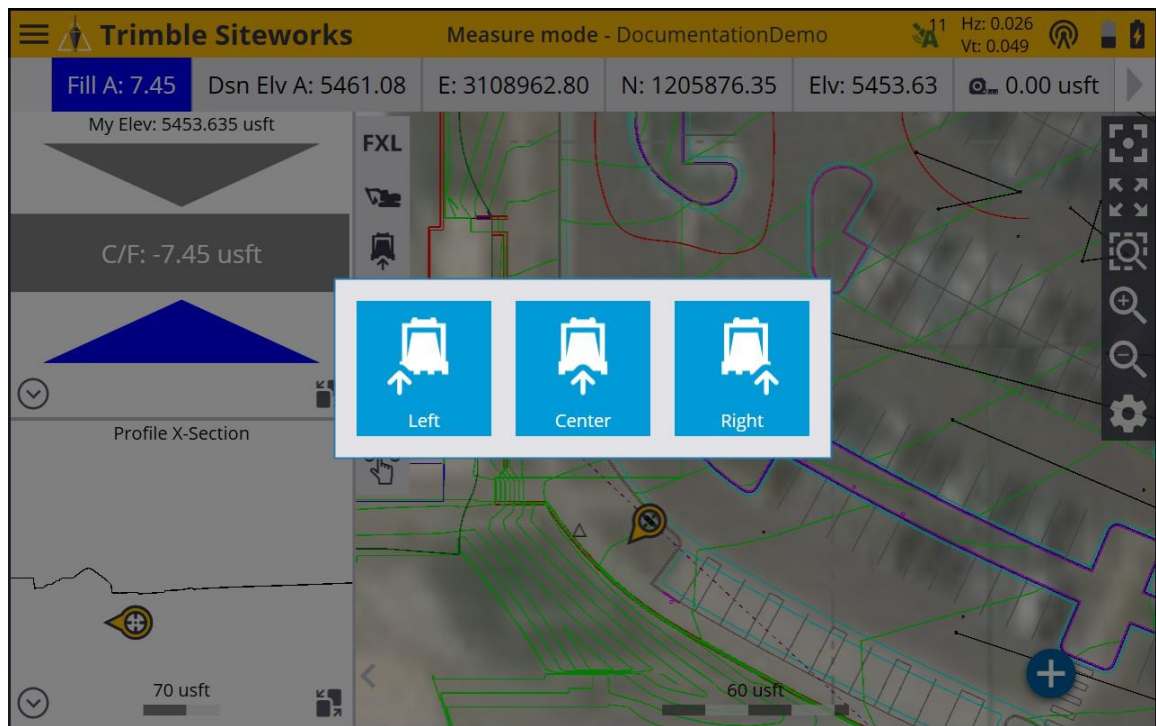 Trimble Siteworks
Measure mode - DocumentationDemo
11
Hz: 0.026
Vt: 0.049
Fill A: 7.45
Dsn Elv A: 5461.08
E: 3108962.80
N: 1205876.35
Elv: 5453.63
0.00 usft
My Elev: 5453.635 usft
C/F: -7.45 usft
FXL
Left
Center
Right
Profile X-Section
70 usft
60 usft